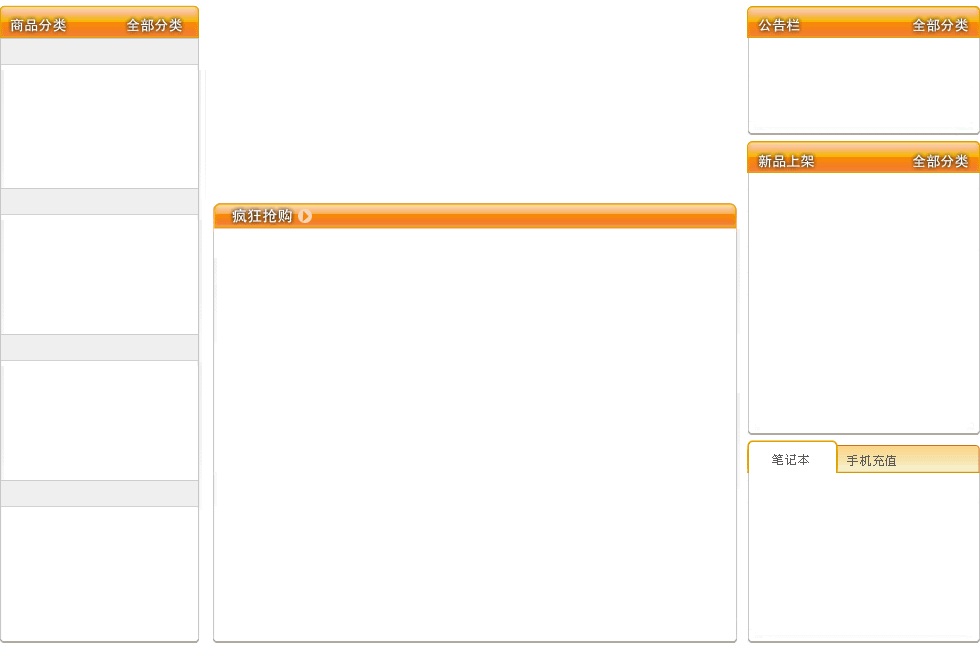 商品分类 全部分类
公告栏 全部分类
新品上架 全部分类
疯狂抢购
笔记本 手机充值